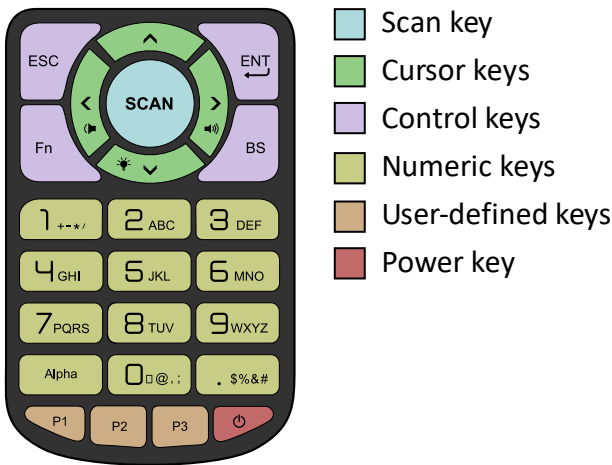 ESC
ENT
SCAN
Fn
BS
1 +-*/
2 ABC
3 DEF
4 GHI
5 JKL
6 MNO
7 PQRS
8 TUV
9 WXYZ
Alpha
0 □@,;
. $%&#
P1
P2
P3
Scan key
Cursor keys
Control keys
Numeric keys
User-defined keys
Power key